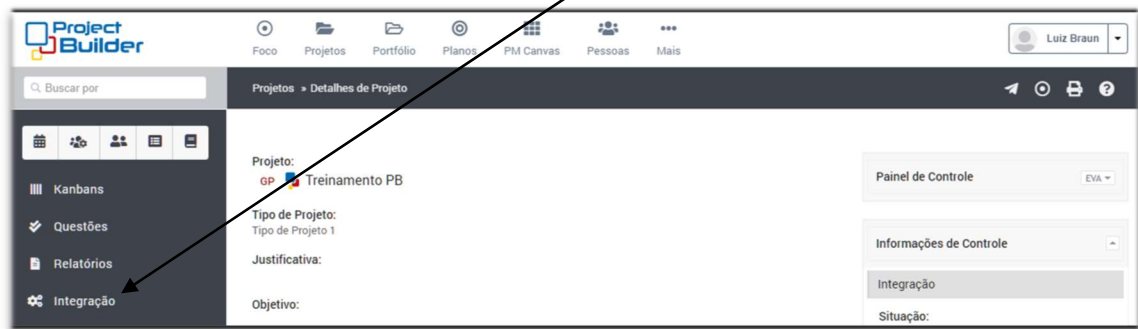 Project
Builder
Foco
Projetos
Portfólio
Planos
PM Canvas
Pessoas
Mais
Luiz Braun
Buscar por
Projetos » Detalhes de Projeto
Kanbans
Questões
Relatórios
Integração
Projeto:
GP Treinamento PB
Tipo de Projeto:
Tipo de Projeto 1
Justificativa:
Objetivo:
Painel de Controle
EVA
Informações de Controle
Integração
Situação: